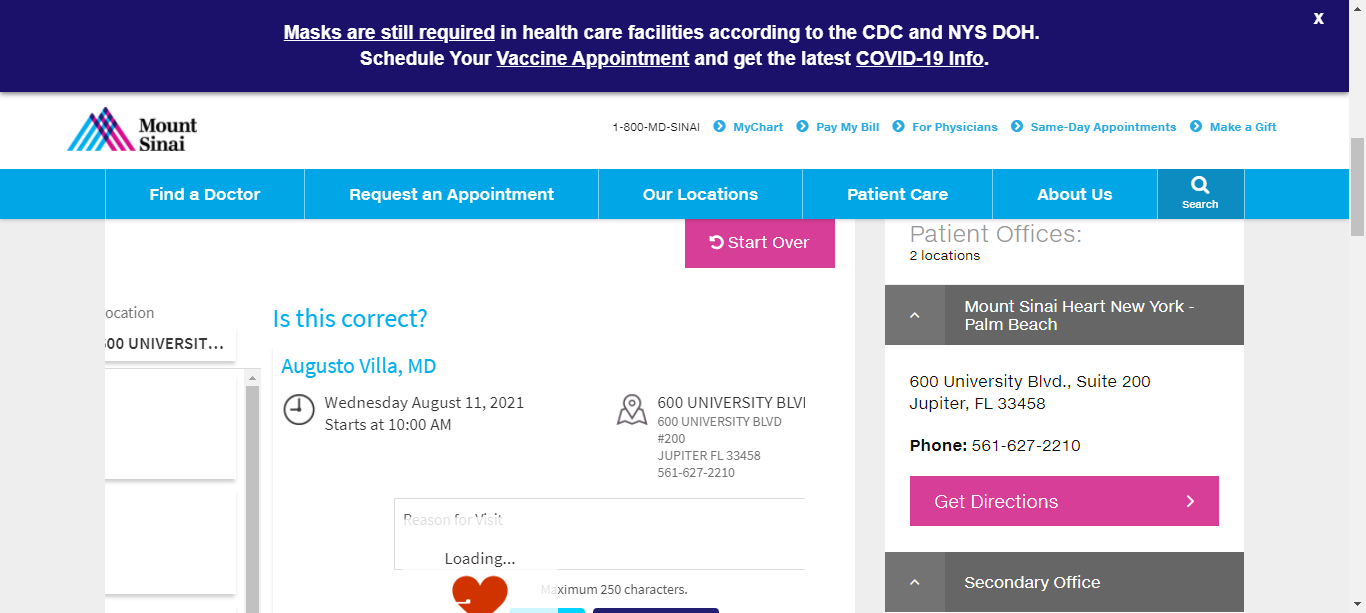 Masks are still required in health care facilities according to the CDC and NYS DOH.
Schedule Your Vaccine Appointment and get the latest COVID-19 Info.
X
Mount
Sinai
1-800-MD-SINAI MyChart Pay My Bill For Physicians Same-Day Appointments Make a Gift
Find a Doctor Request an Appointment Our Locations Patient Care About Us Search
Start Over
ocation
600 UNIVERSIT...
Is this correct?
Augusto Villa, MD
Wednesday August 11, 2021
Starts at 10:00 AM
600 UNIVERSITY BLV
600 UNIVERSITY BLVD
#200
JUPITER FL 33458
561-627-2210
Reason for Visit
Loading...
Maximum 250 characters.
Patient Offices:
2 locations
Mount Sinai Heart New York -
Palm Beach
600 University Blvd., Suite 200
Jupiter, FL 33458
Phone: 561-627-2210
Get Directions
Secondary Office